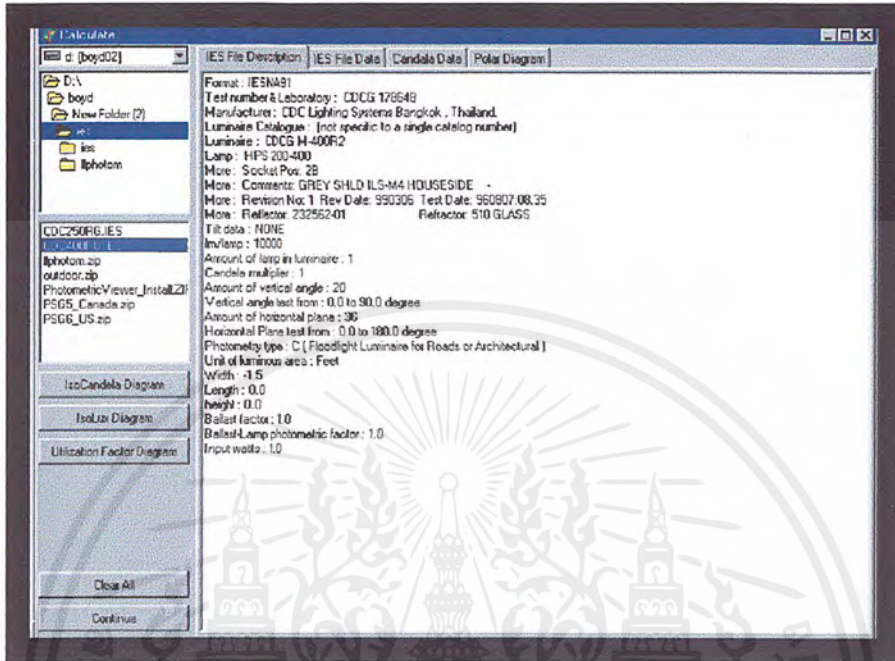 Calculate
d: [boyd02]
D:\
boyd
New Folder (2)
ies
ies
llphotom
CDC250RG.IES
llphotom.zip
outdoor.zip
PhotometricViewer_Install.ZIP
PSG5_Canada.zip
PSG6_US.zip
IsoCandela Diagram
IsoLux Diagram
Utilization Factor Diagram
Clear All
Continue
IES File Description IES File Data Candela Data Polar Diagram
Format : IESNA91
Test number & Laboratory : CDCG 178648
Manufacturer : CDC Lighting Systems Bangkok , Thailand.
Luminaire Catalogue : (not specific to a single catalog number)
Luminaire : CDCG M-400R2
Lamp : HPS 200-400
More : Socket Pos: 2B
More : Comments: GREY SHLD ILS-M4 HOUSESIDE -
More : Revision No: 1 Rev Date: 990306 Test Date: 960807:08.35
More : Reflector: 232562-01 Refractor: 510 GLASS
Tilt data : NONE
lm/lamp : 10000
Amount of lamp in luminaire : 1
Candela multiplier : 1
Amount of vertical angle : 20
Vertical angle test from : 0.0 to 90.0 degree
Amount of horizontal plane : 36
Horizontal Plane test from : 0.0 to 180.0 degree
Photometry type : C ( Floodlight Luminaire for Roads or Architectural )
Unit of luminous area : Feet
Width : -1.5
Length : 0.0
height : 0.0
Ballast factor : 1.0
Ballast-Lamp photometric factor : 1.0
Input watts : 1.0